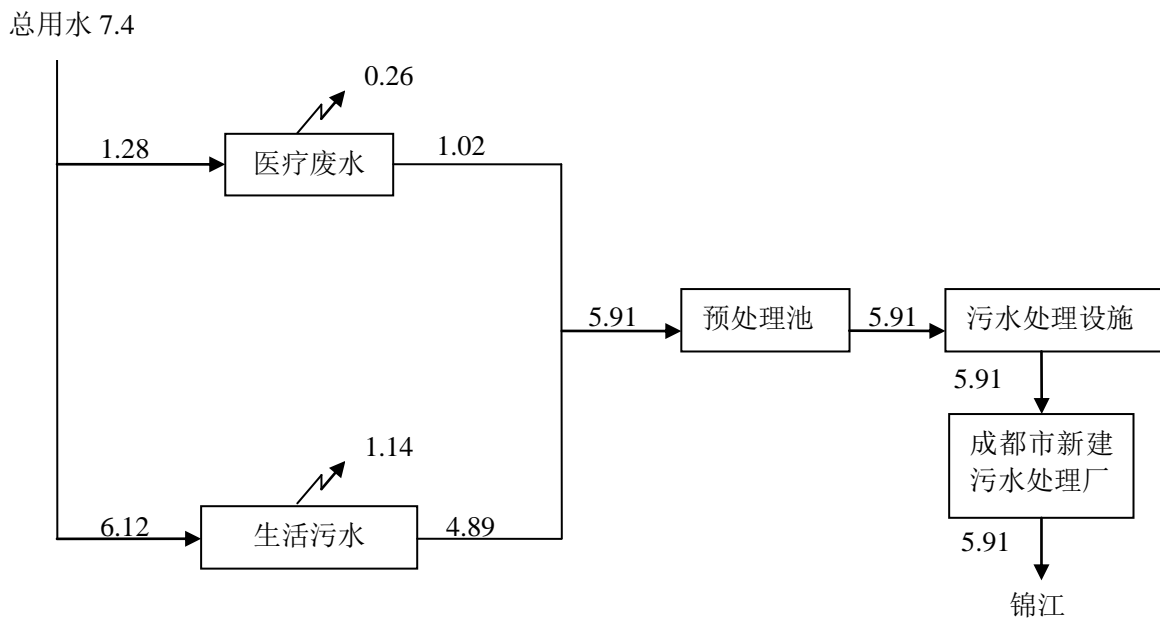 总用水 7.4
0.26
1.28
医疗废水
1.02
5.91
预处理池
5.91
污水处理设施
5.91
成都市新建
污水处理厂
1.14
6.12
生活污水
4.89
5.91
锦江